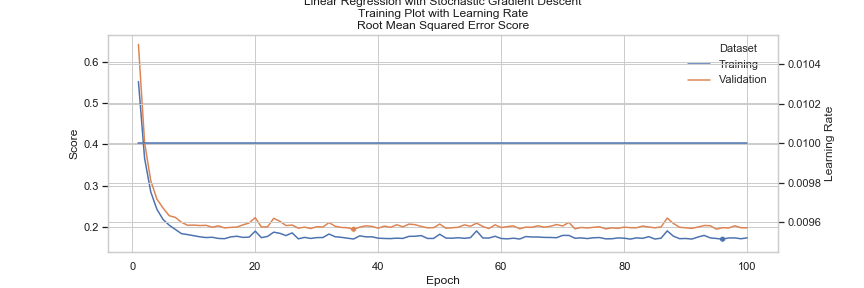 Linear Regression with Stochastic Gradient Descent
Training Plot with Learning Rate
Root Mean Squared Error Score
Dataset
Training
Validation
0.6
0.5
0.4
0.3
0.2
Score
0.0104
0.0102
0.0100
0.0098
0.0096
Learning Rate
0 20 40 60 80 100
Epoch